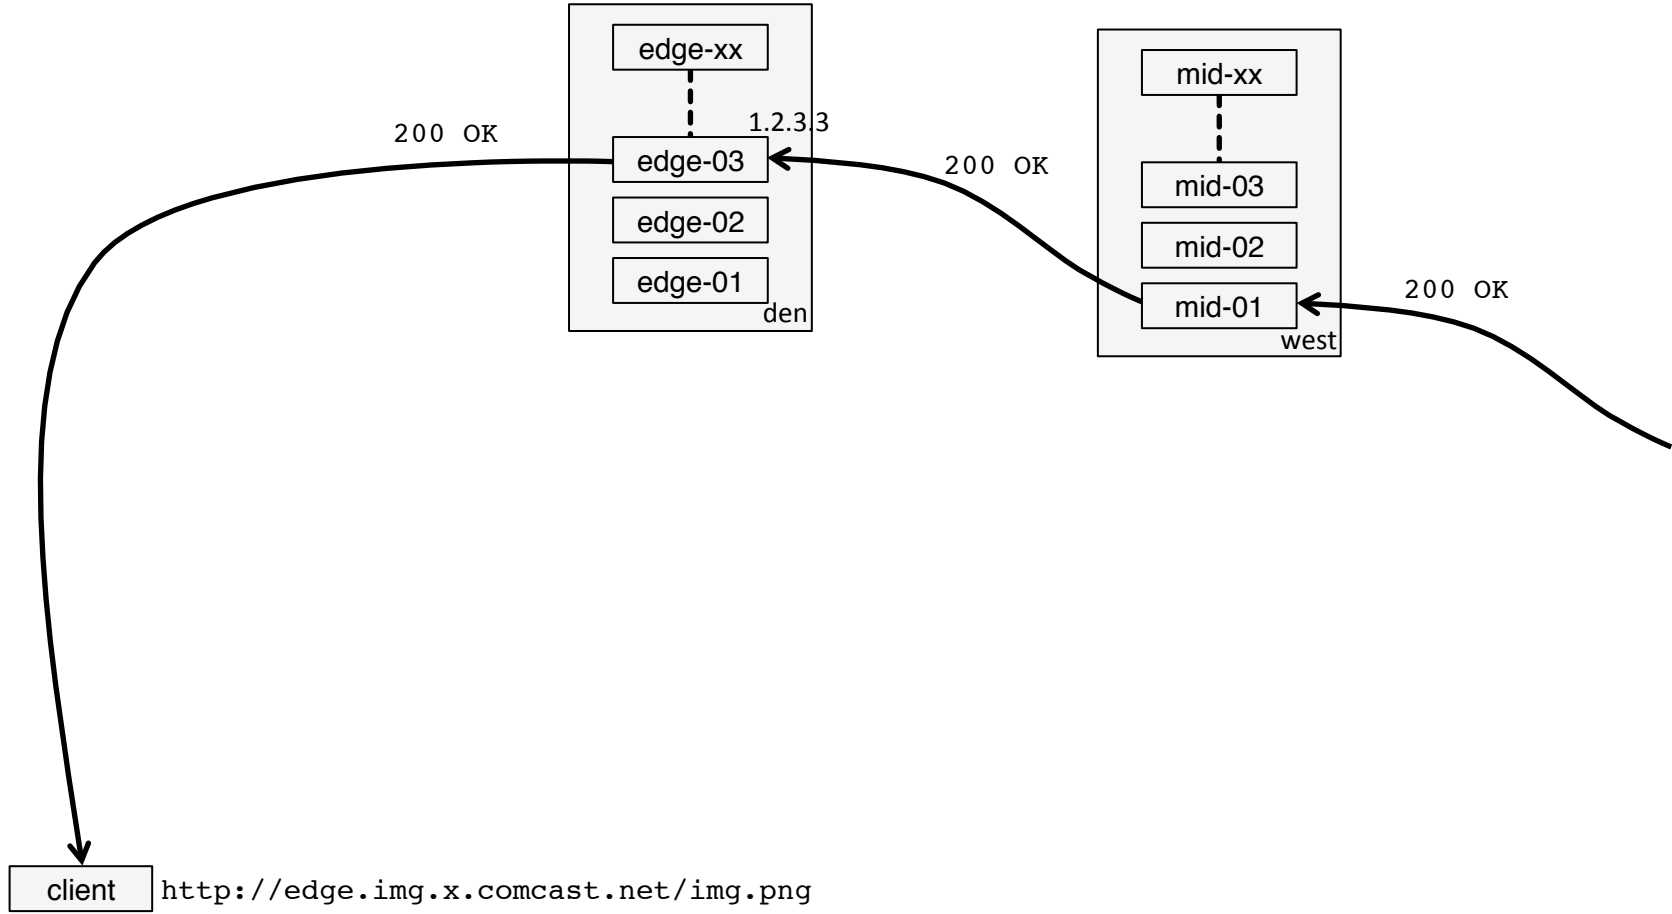 edge-xx
mid-xx
1.2.3.3
200 OK
edge-03
200 OK
mid-03
edge-02
mid-02
edge-01
200 OK
den
mid-01
west
client
http://edge.img.x.comcast.net/img.png